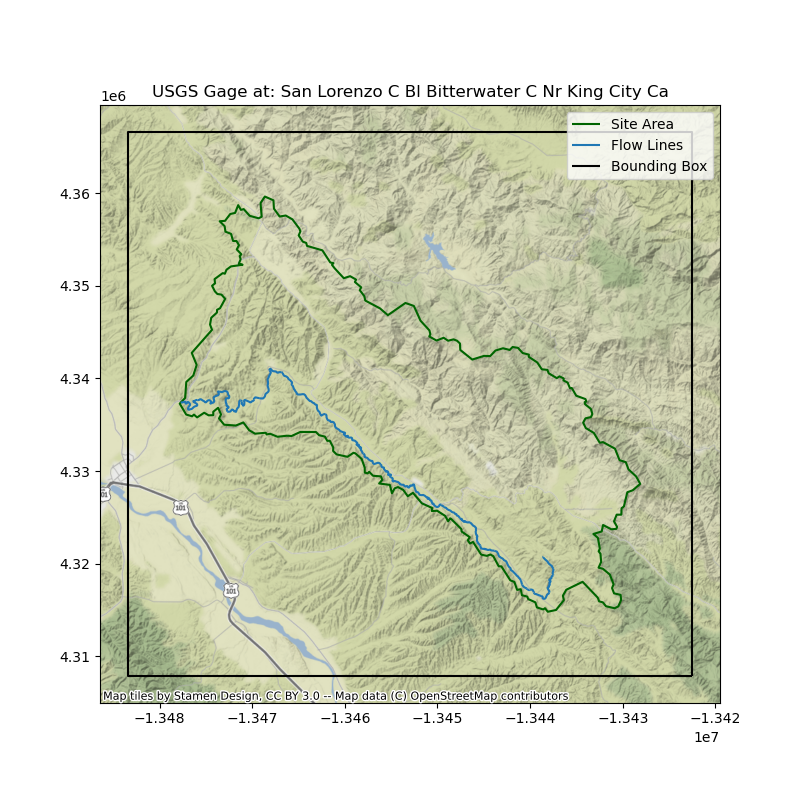 USGS Gage at: San Lorenzo C Bl Bitterwater C Nr King City Ca
1e6
Site Area
Flow Lines
Bounding Box
4.36
4.35
4.34
4.33
4.32
4.31
101
101
101
Map tiles by Stamen Design, CC BY 3.0 -- Map data (C) OpenStreetMap contributors
−1.348 −1.347 −1.346 −1.345 −1.344 −1.343 −1.342
1e7